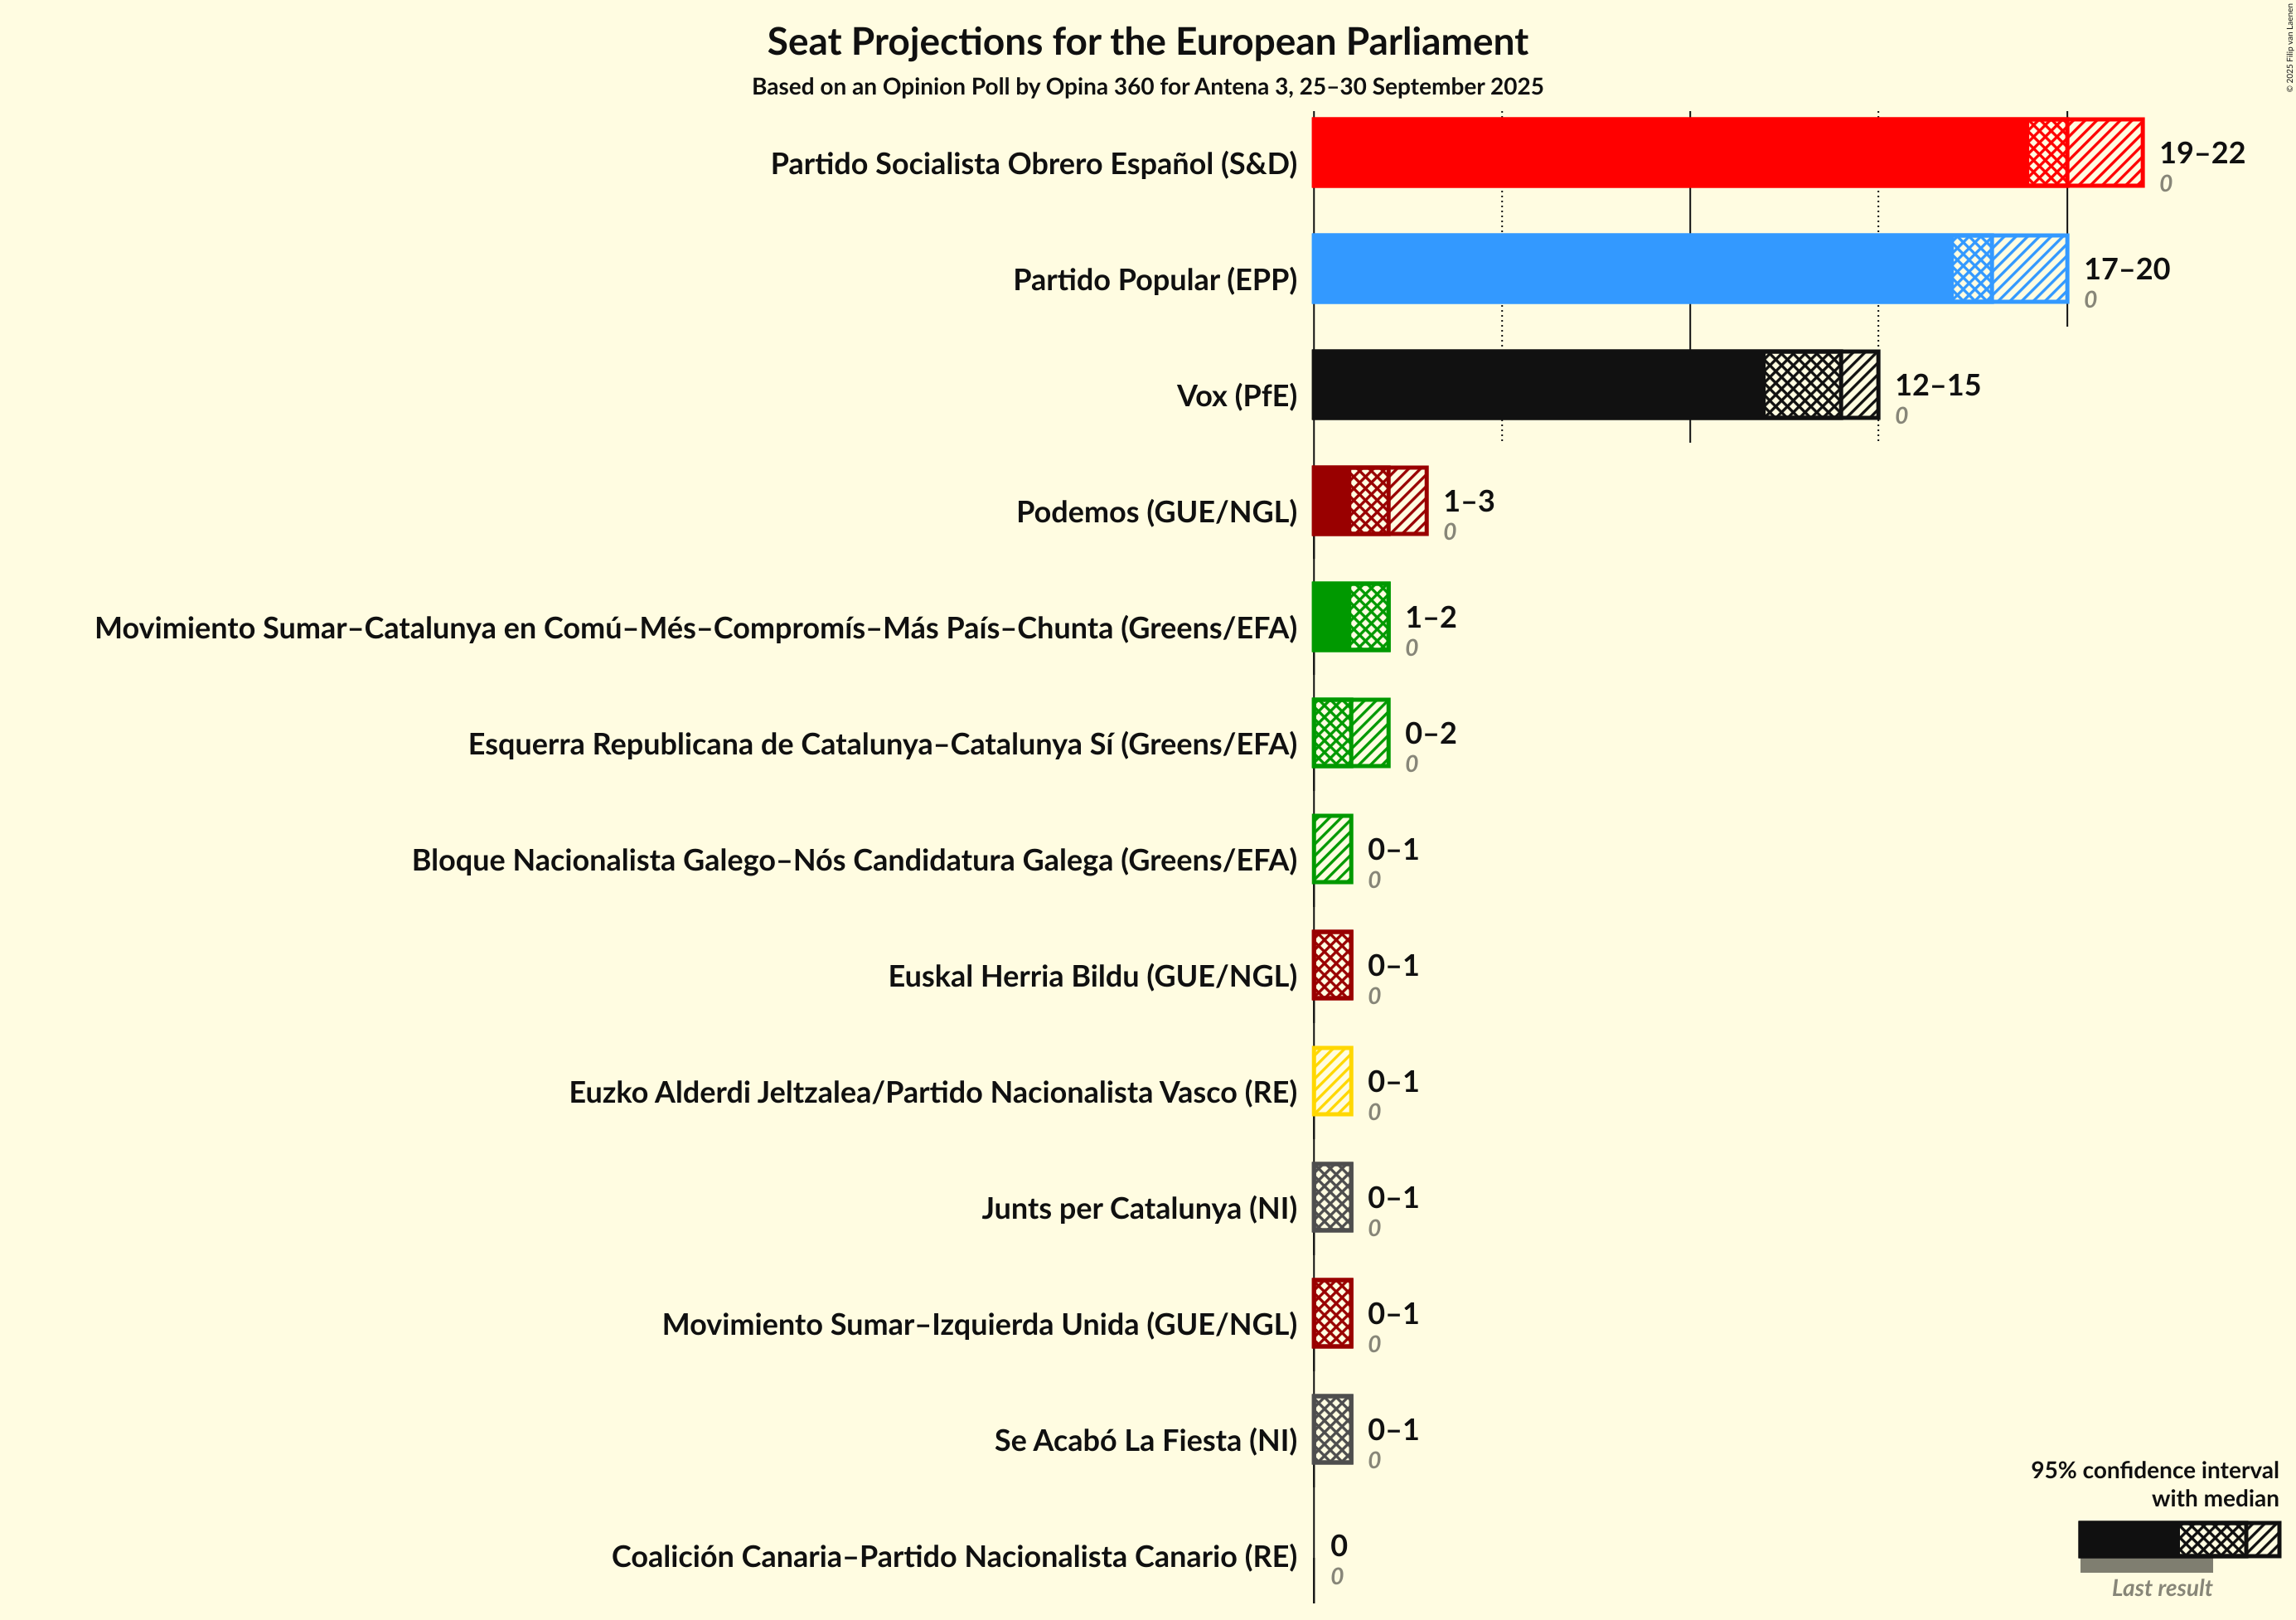 Seat Projections for the European Parliament
Based on an Opinion Poll by Opina 360 for Antena 3, 25–30 September 2025
© 2025 Filip van Laenen
Partido Socialista Obrero Español (S&D)
19–22
0
Partido Popular (EPP)
17–20
0
Vox (PfE)
12–15
0
Podemos (GUE/NGL)
1–3
0
Movimiento Sumar–Catalunya en Comú–Més–Compromís–Más País–Chunta (Greens/EFA)
1–2
0
Esquerra Republicana de Catalunya–Catalunya Sí (Greens/EFA)
0–2
0
Bloque Nacionalista Galego–Nós Candidatura Galega (Greens/EFA)
0–1
0
Euskal Herria Bildu (GUE/NGL)
0–1
0
Euzko Alderdi Jeltzalea/Partido Nacionalista Vasco (RE)
0–1
0
Junts per Catalunya (NI)
0–1
0
Movimiento Sumar–Izquierda Unida (GUE/NGL)
0–1
0
Se Acabó La Fiesta (NI)
0–1
0
Coalición Canaria–Partido Nacionalista Canario (RE)
0
0
95% confidence interval
with median
Last result